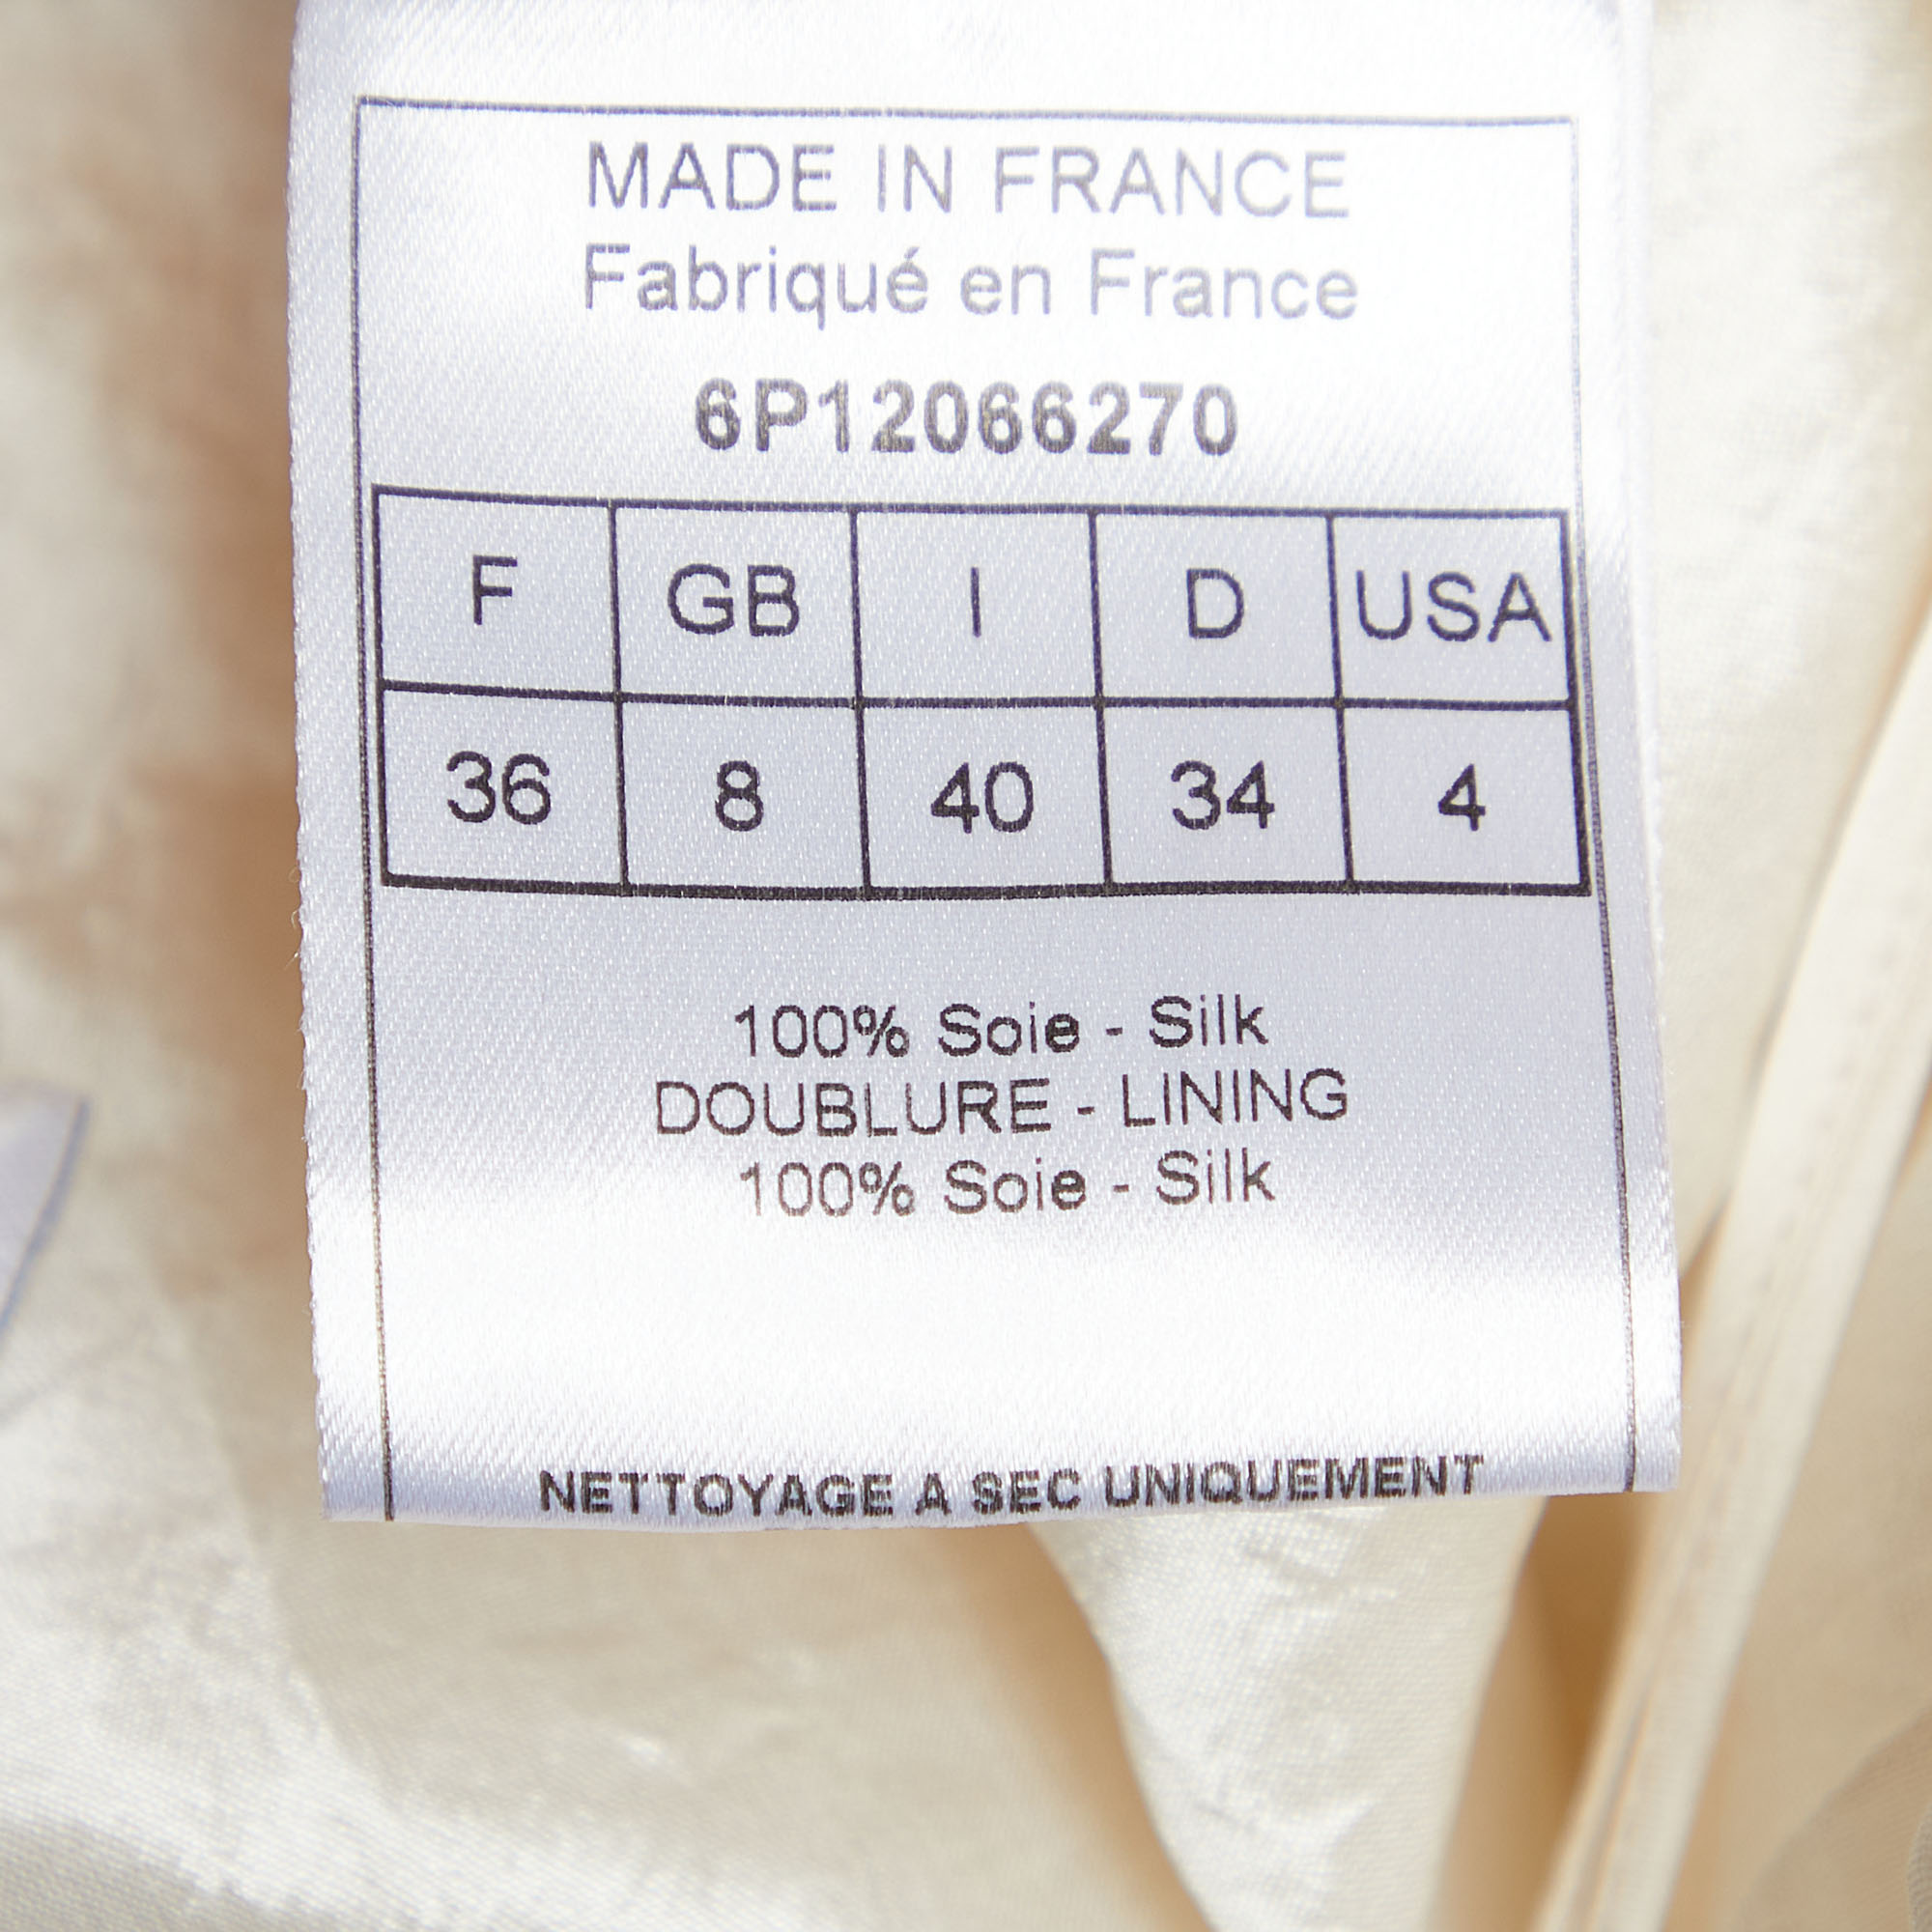 MADE IN FRANCE
Fabriqué en France
6P12066270
F GB I D USA
36 8 40 34 4
100% Soie - Silk
DOUBLURE - LINING
100% Soie - Silk
NETTOYAGE A SEC UNIQUEMENT